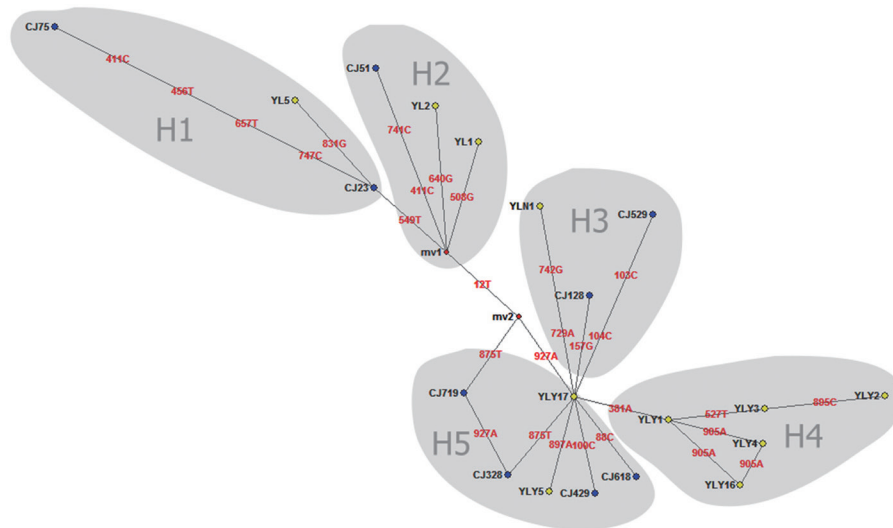 CJ75
411C
456T
657T
747C
H1
YL5
831G
CJ23
549T
H2
CJ51
741C
411C
YL2
640G
YL1
508G
mv1
12T
mv2
H3
YLN1
742G
729A
CJ128
157G
CJ529
103C
104C
927A
875T
YLY17
381A
H4
YLY1
527T
YLY3
895C
YLY2
905A
YLY4
905A
905A
YLY16
H5
CJ719
927A
CJ328
875T
897A
YLY5
100C
CJ429
88C
CJ618